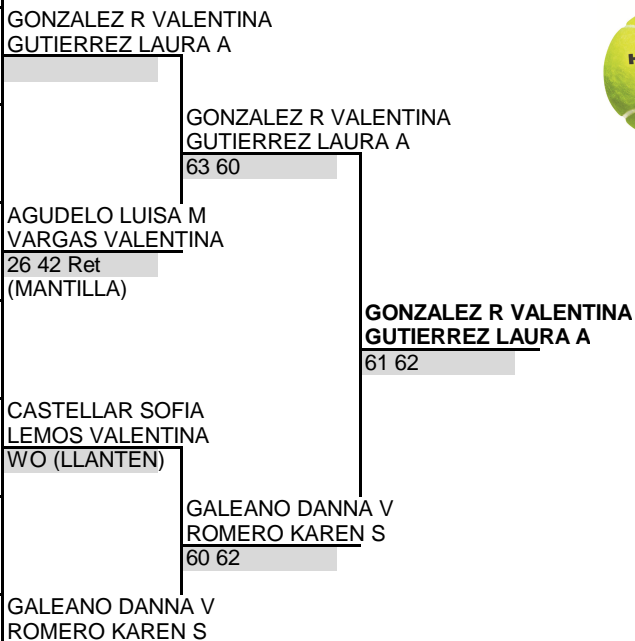 GONZALEZ R VALENTINA
GUTIERREZ LAURA A
GONZALEZ R VALENTINA
GUTIERREZ LAURA A
63 60
AGUDELO LUISA M
VARGAS VALENTINA
26 42 Ret
(MANTILLA)
GONZALEZ R VALENTINA
GUTIERREZ LAURA A
61 62
CASTELLAR SOFIA
LEMOS VALENTINA
WO (LLANTEN)
GALEANO DANNA V
ROMERO KAREN S
60 62
GALEANO DANNA V
ROMERO KAREN S